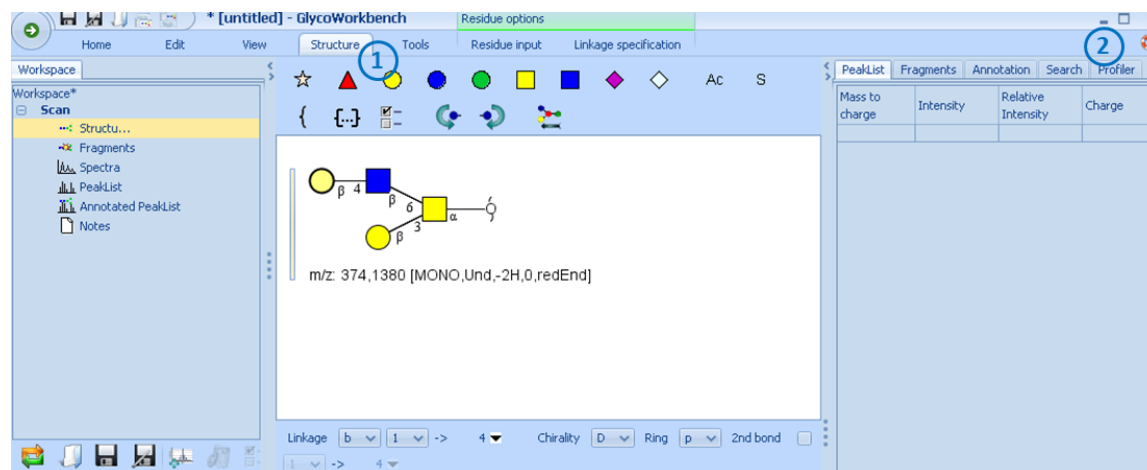 * [untitled] - GlycoWorkbench
Residue options
Home Edit View Structure Tools Residue input Linkage specification
1
2
Workspace
Workspace*
Scan
Structu...
Fragments
Spectra
PeakList
Annotated PeakList
Notes
Ac S
{ {..}
β 4 β 6 α
β 3
m/z: 374,1380 [MONO,Und,-2H,0,redEnd]
Linkage b 1 -> 4 Chirality D Ring p 2nd bond
1 -> 4
PeakList Fragments Annotation Search Profiler
Mass to charge
Intensity
Relative Intensity
Charge